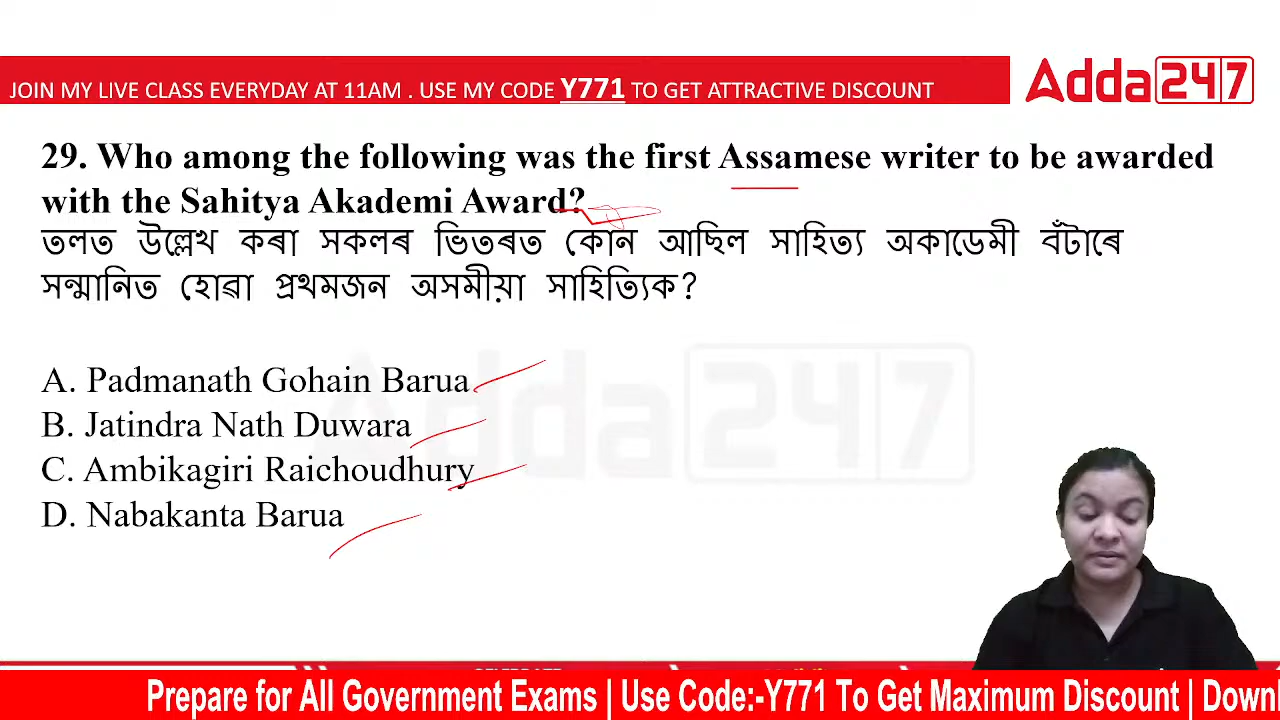 JOIN MY LIVE CLASS EVERYDAY AT 11AM . USE MY CODE Y771 TO GET ATTRACTIVE DISCOUNT
Adda247
29. Who among the following was the first Assamese writer to be awarded
with the Sahitya Akademi Award?
তলত উল্লেখ কৰা সকলৰ ভিতৰত কোন আছিল সাহিত্য অকাডেমী বঁটাৰে
সন্মানিত হোৱা প্ৰথমজন অসমীয়া সাহিত্যিক?
Adda247
A. Padmanath Gohain Barua
B. Jatindra Nath Duwara
C. Ambikagiri Raichoudhury
D. Nabakanta Barua
Prepare for All Government Exams | Use Code:-Y771 To Get Maximum Discount |